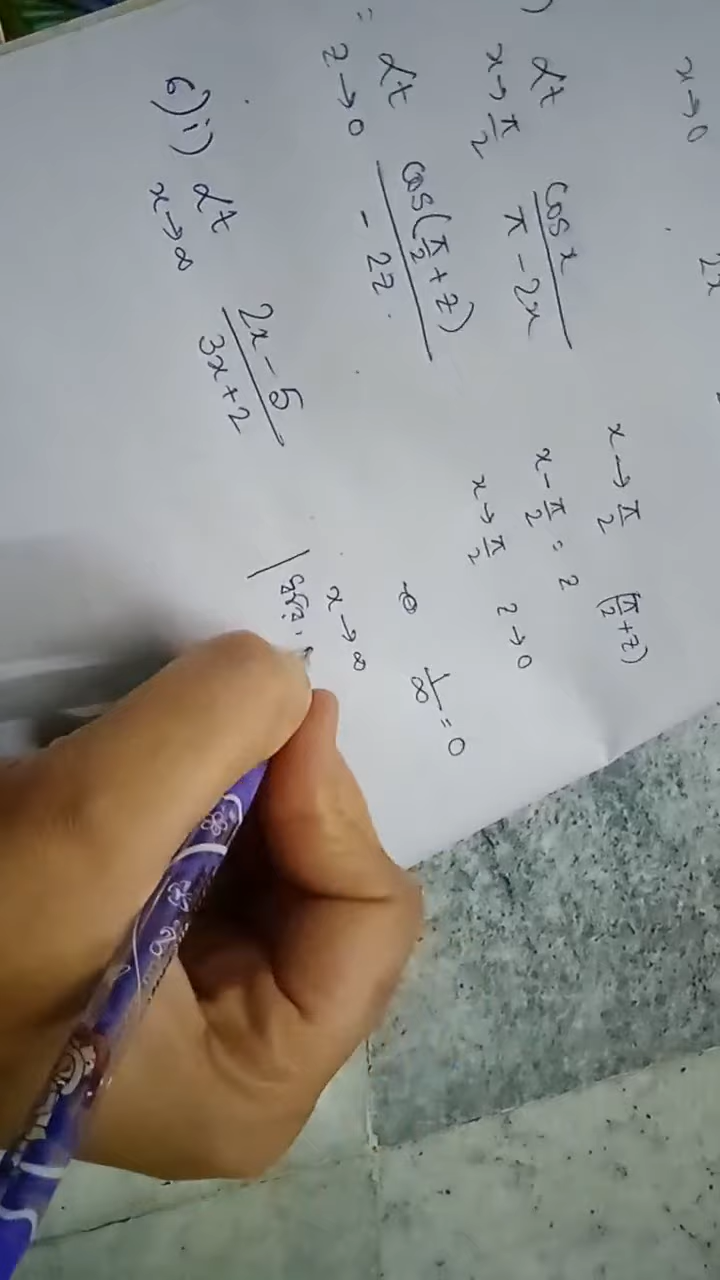 x→0
2x
) Lt x→π/2 cos x / π - 2x
x→π/2 (π/2+z)
x - π/2 = z
= Lt z→0 cos(π/2+z) / - 2z.
x→π/2 z→0
1/∞ = 0
6) i) Lt x→∞ 2x - 5 / 3x+2
x→∞